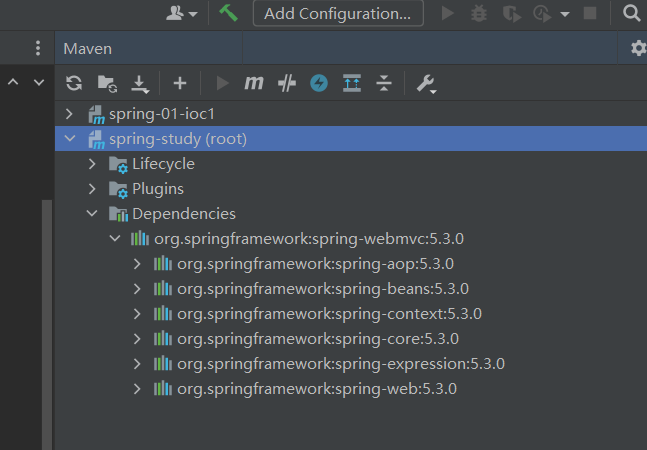 Add Configuration...
Maven
m
spring-01-ioc1
spring-study (root)
Lifecycle
Plugins
Dependencies
org.springframework:spring-webmvc:5.3.0
org.springframework:spring-aop:5.3.0
org.springframework:spring-beans:5.3.0
org.springframework:spring-context:5.3.0
org.springframework:spring-core:5.3.0
org.springframework:spring-expression:5.3.0
org.springframework:spring-web:5.3.0